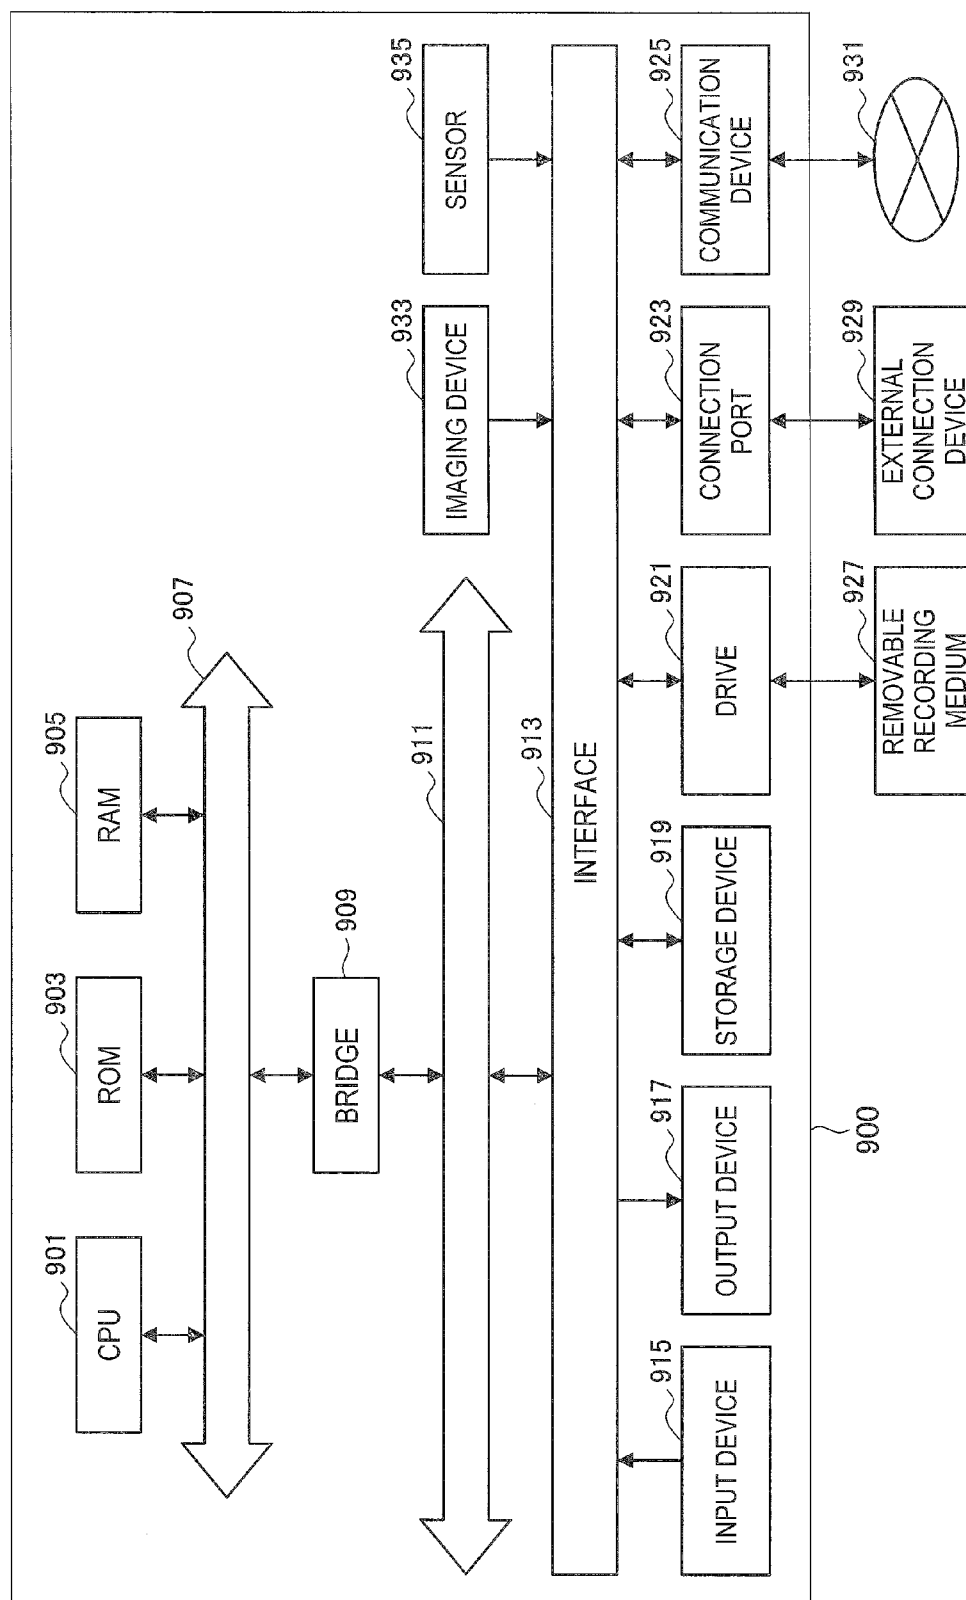 901
CPU
903
ROM
905
RAM
907
909
BRIDGE
911
933
IMAGING DEVICE
935
SENSOR
913
INTERFACE
915
INPUT DEVICE
917
OUTPUT DEVICE
919
STORAGE DEVICE
921
DRIVE
923
CONNECTION
PORT
925
COMMUNICATION
DEVICE
900
927
REMOVABLE
RECORDING
MEDIUM
929
EXTERNAL
CONNECTION
DEVICE
931